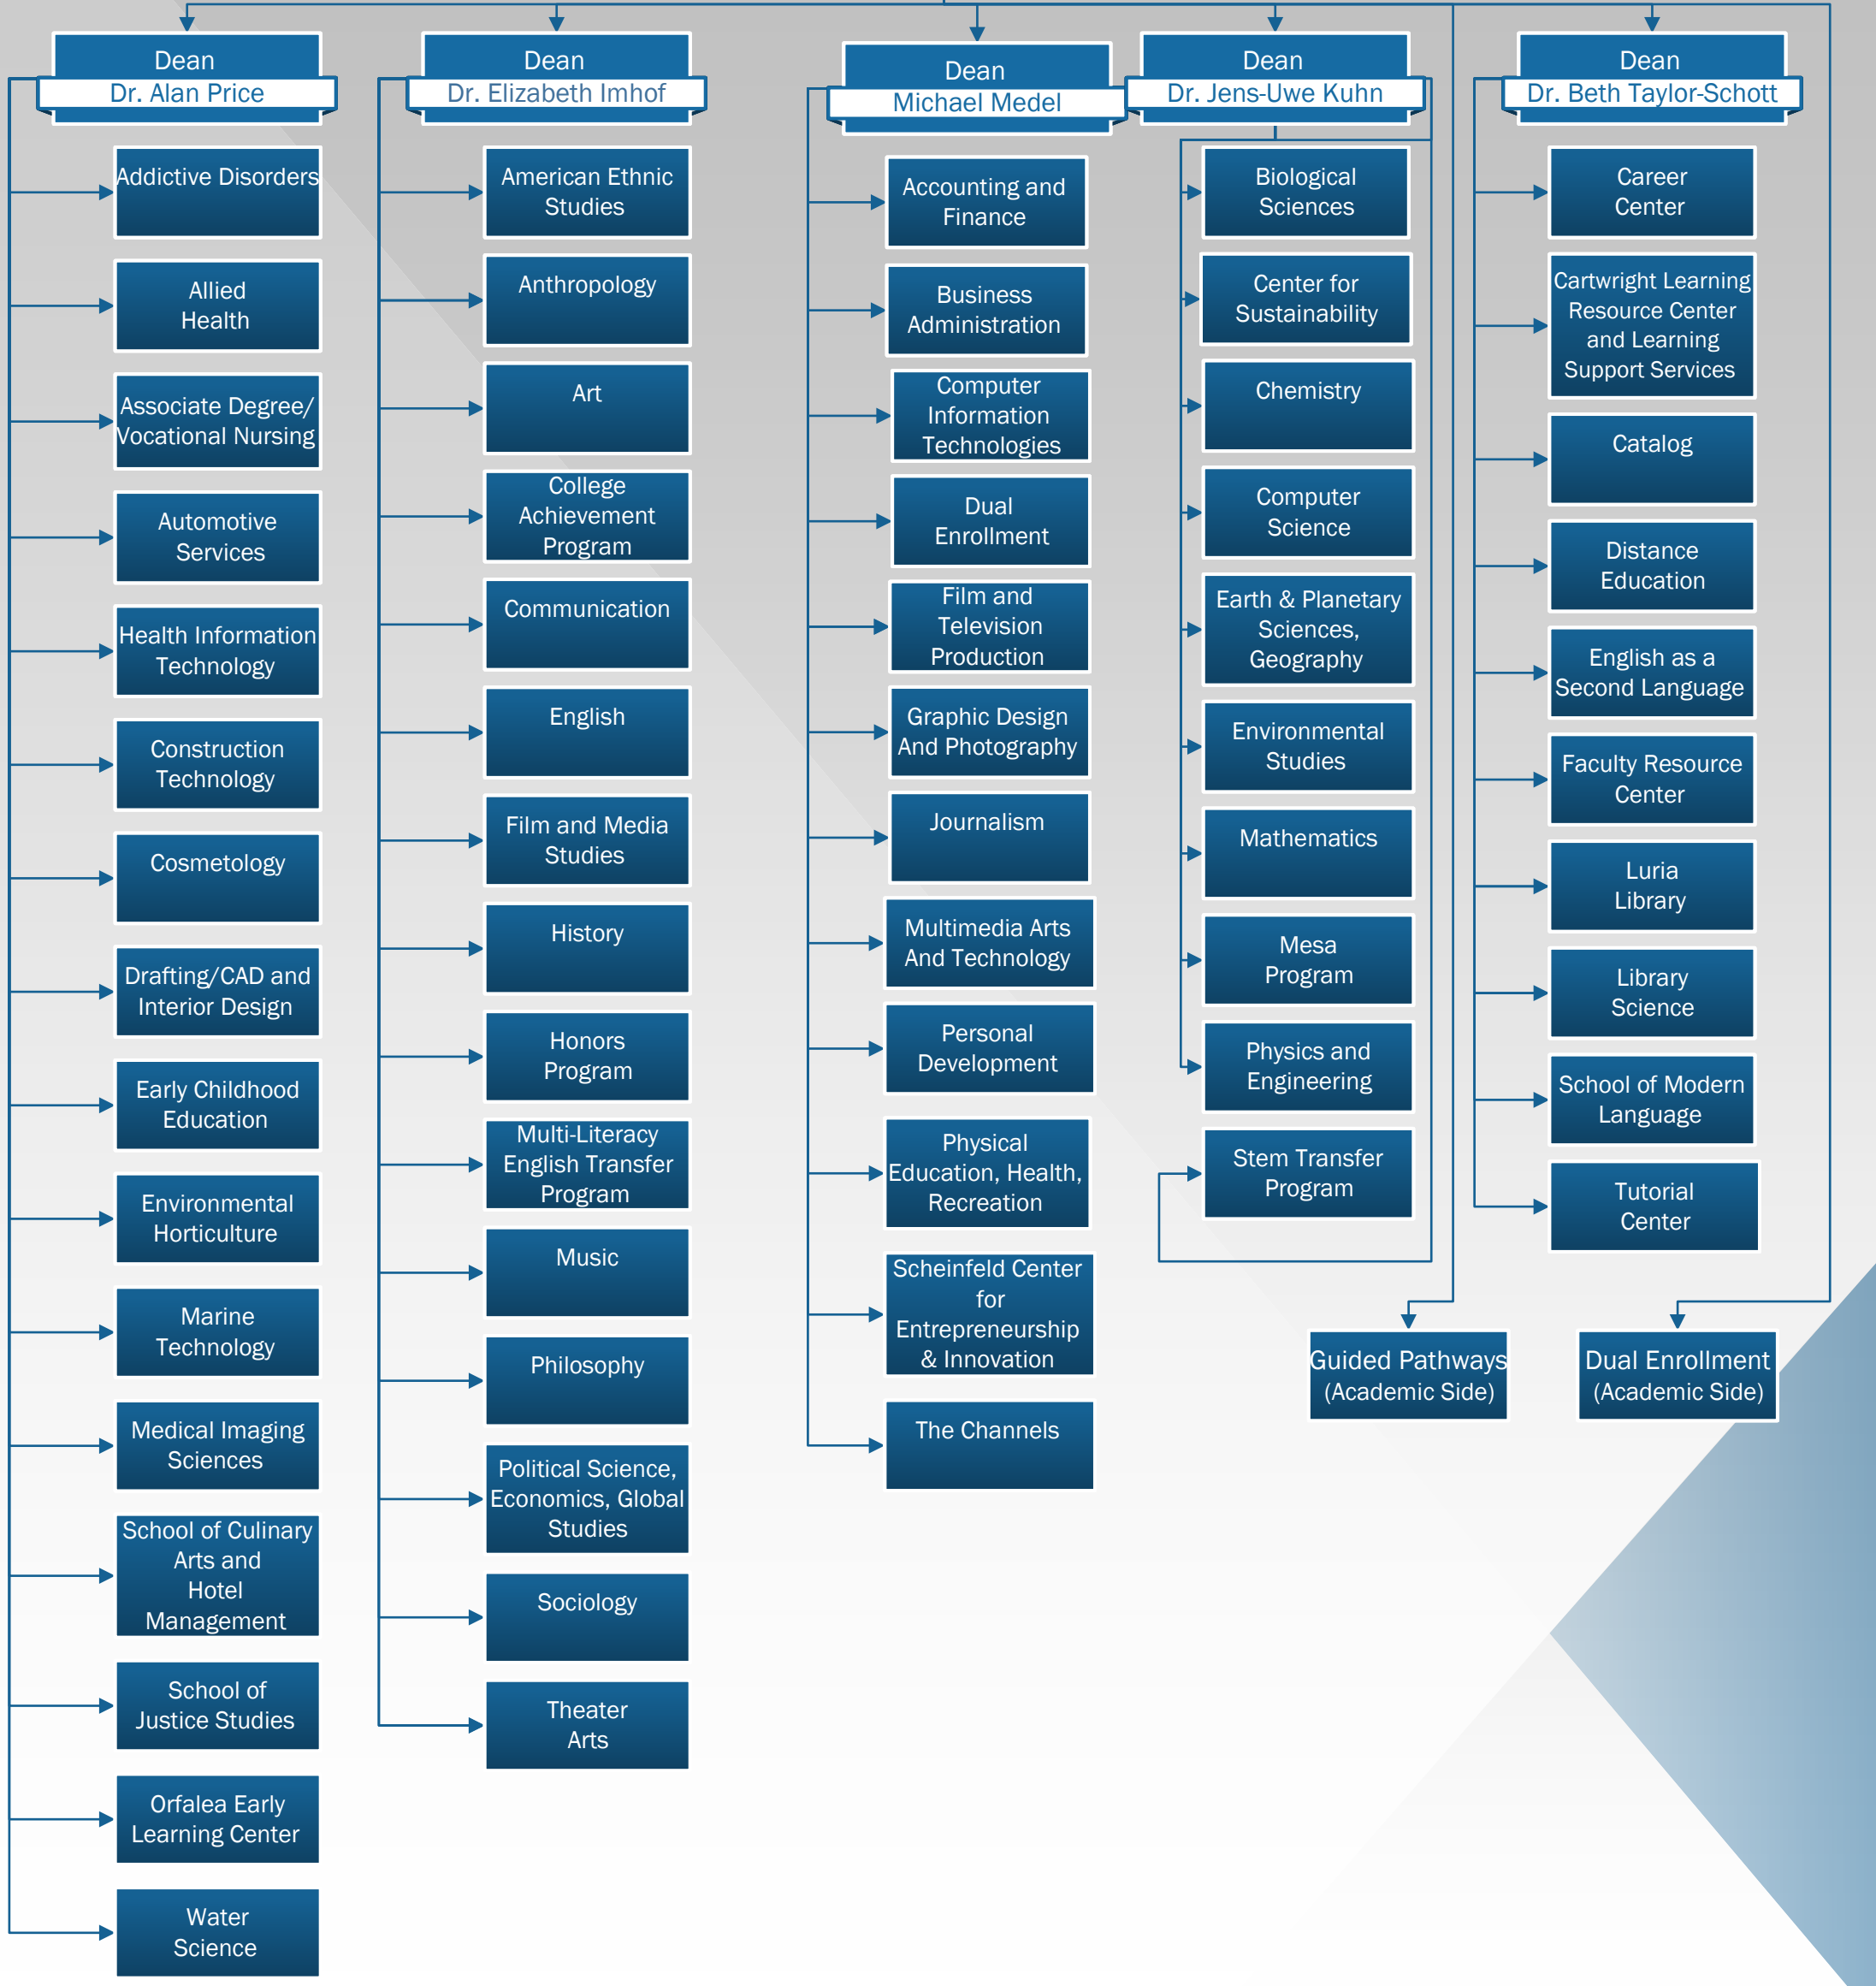 Dean
Dr. Alan Price
Addictive Disorders
Allied
Health
Associate Degree/
Vocational Nursing
Automotive
Services
Health Information
Technology
Construction
Technology
Cosmetology
Drafting/CAD and
Interior Design
Early Childhood
Education
Environmental
Horticulture
Marine
Technology
Medical Imaging
Sciences
School of Culinary
Arts and
Hotel
Management
School of
Justice Studies
Orfalea Early
Learning Center
Water
Science
Dean
Dr. Elizabeth Imhof
American Ethnic
Studies
Anthropology
Art
College
Achievement
Program
Communication
English
Film and Media
Studies
History
Honors
Program
Multi-Literacy
English Transfer
Program
Music
Philosophy
Political Science,
Economics, Global
Studies
Sociology
Theater
Arts
Dean
Michael Medel
Accounting and
Finance
Business
Administration
Computer
Information
Technologies
Dual
Enrollment
Film and
Television
Production
Graphic Design
And Photography
Journalism
Multimedia Arts
And Technology
Personal
Development
Physical
Education, Health,
Recreation
Scheinfeld Center
for
Entrepreneurship
& Innovation
The Channels
Dean
Dr. Jens-Uwe Kuhn
Biological
Sciences
Center for
Sustainability
Chemistry
Computer
Science
Earth & Planetary
Sciences,
Geography
Environmental
Studies
Mathematics
Mesa
Program
Physics and
Engineering
Stem Transfer
Program
Dean
Dr. Beth Taylor-Schott
Career
Center
Cartwright Learning
Resource Center
and Learning
Support Services
Catalog
Distance
Education
English as a
Second Language
Faculty Resource
Center
Luria
Library
Library
Science
School of Modern
Language
Tutorial
Center
Guided Pathways
(Academic Side)
Dual Enrollment
(Academic Side)